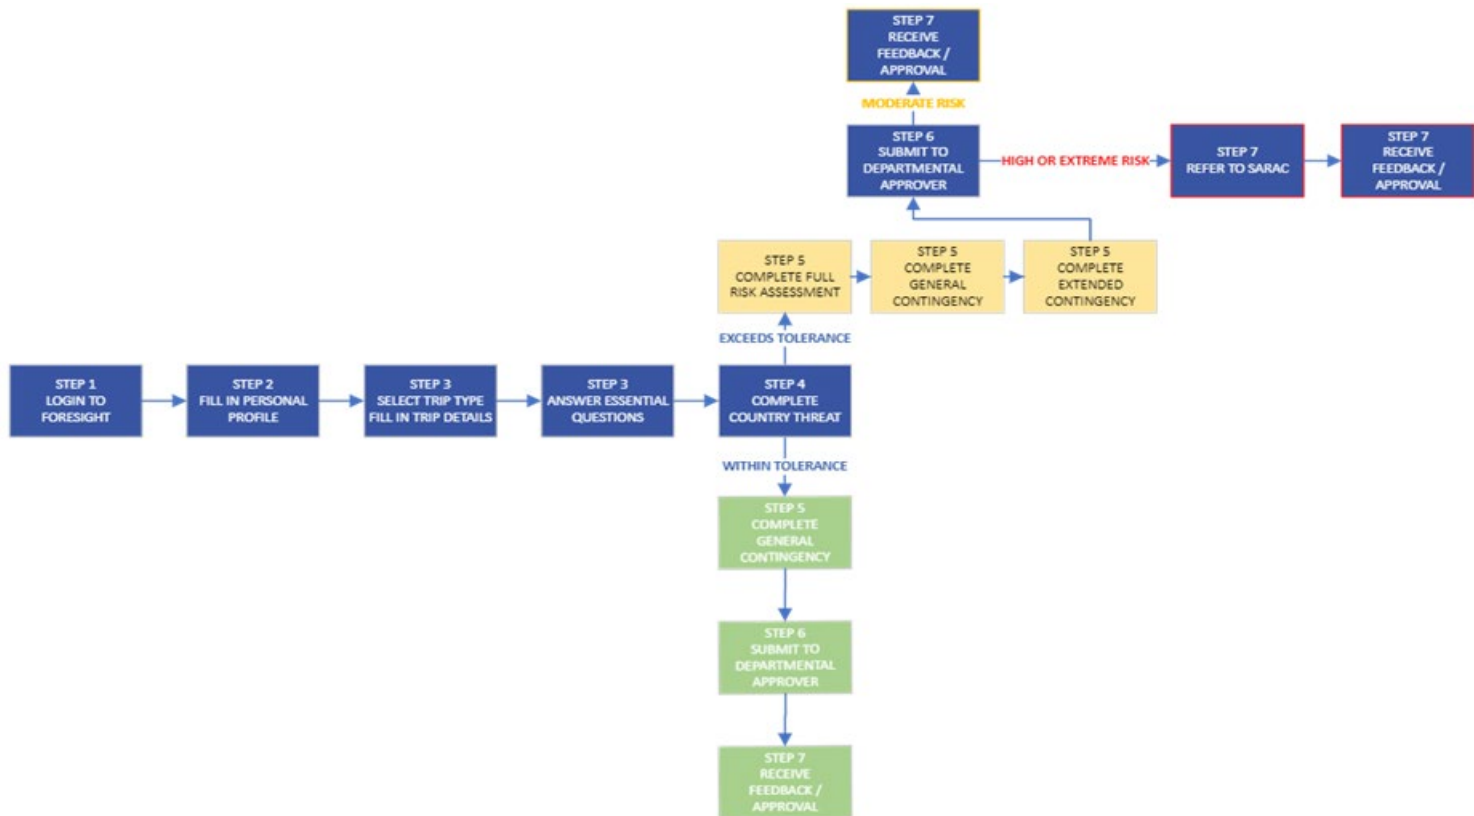 STEP 7
RECEIVE
FEEDBACK /
APPROVAL
MODERATE RISK
STEP 6
SUBMIT TO
DEPARTMENTAL
APPROVER
HIGH OR EXTREME RISK
STEP 7
REFER TO SARAC
STEP 7
RECEIVE
FEEDBACK /
APPROVAL
STEP 5
COMPLETE FULL
RISK ASSESSMENT
STEP 5
COMPLETE
GENERAL
CONTINGENCY
STEP 5
COMPLETE
EXTENDED
CONTINGENCY
EXCEEDS TOLERANCE
STEP 1
LOGIN TO
FORESIGHT
STEP 2
FILL IN PERSONAL
PROFILE
STEP 3
SELECT TRIP TYPE
FILL IN TRIP DETAILS
STEP 3
ANSWER ESSENTIAL
QUESTIONS
STEP 4
COMPLETE
COUNTRY THREAT
WITHIN TOLERANCE
STEP 5
COMPLETE
GENERAL
CONTINGENCY
STEP 6
SUBMIT TO
DEPARTMENTAL
APPROVER
STEP 7
RECEIVE
FEEDBACK /
APPROVAL